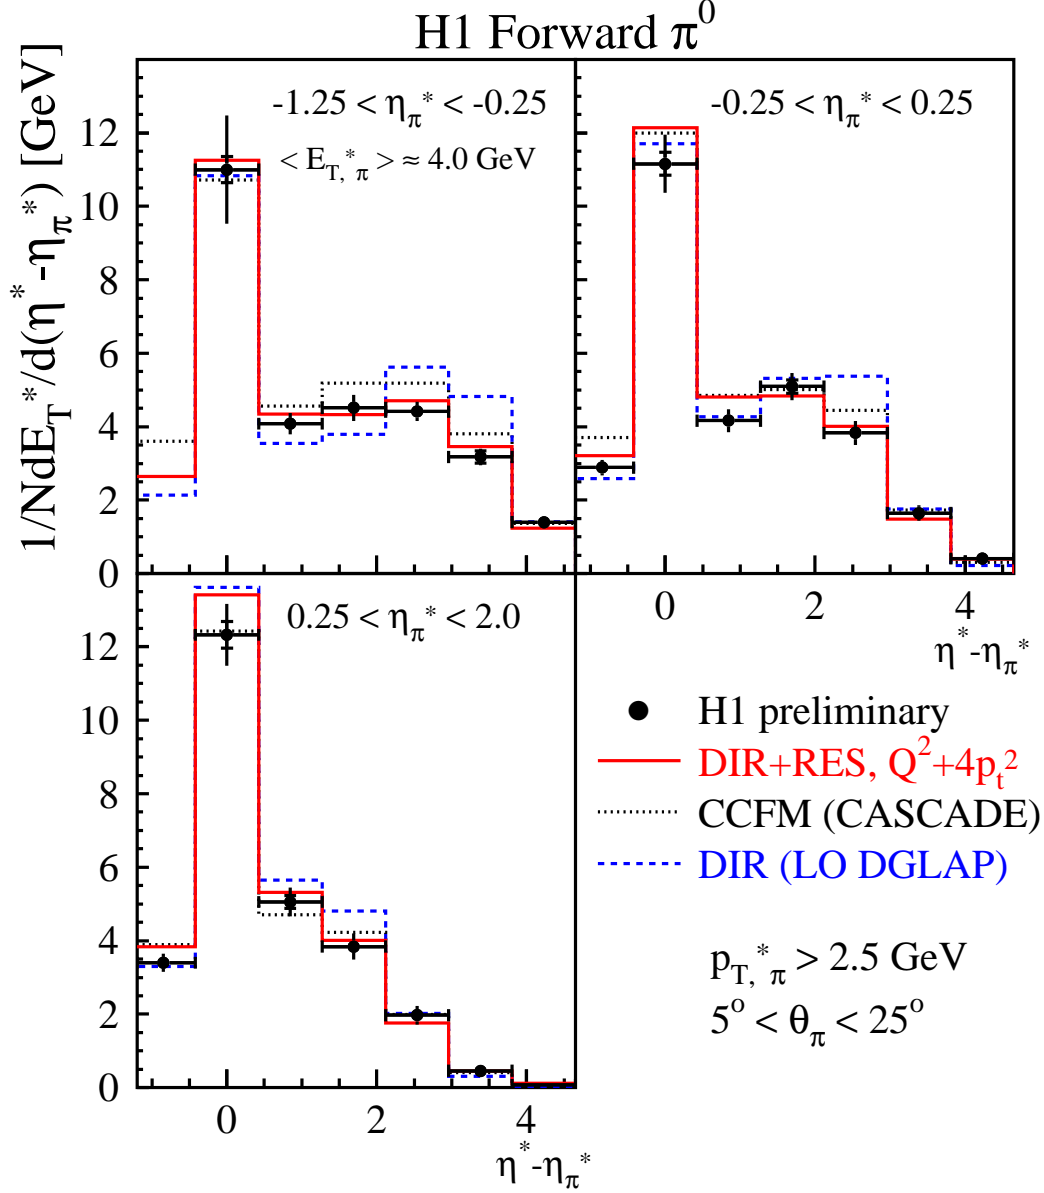 H1 Forward π⁰
1/NdE_T*/d(η*-η_π*) [GeV]
-1.25 < η_π* < -0.25
< E_T,*_π > ≈ 4.0 GeV
-0.25 < η_π* < 0.25
12
10
8
6
4
2
0
0 2 4
η*-η_π*
0.25 < η_π* < 2.0
12
10
8
6
4
2
0
0 2 4
η*-η_π*
H1 preliminary
DIR+RES, Q²+4p_t²
CCFM (CASCADE)
DIR (LO DGLAP)
p_T,*_π > 2.5 GeV
5° < θ_π < 25°